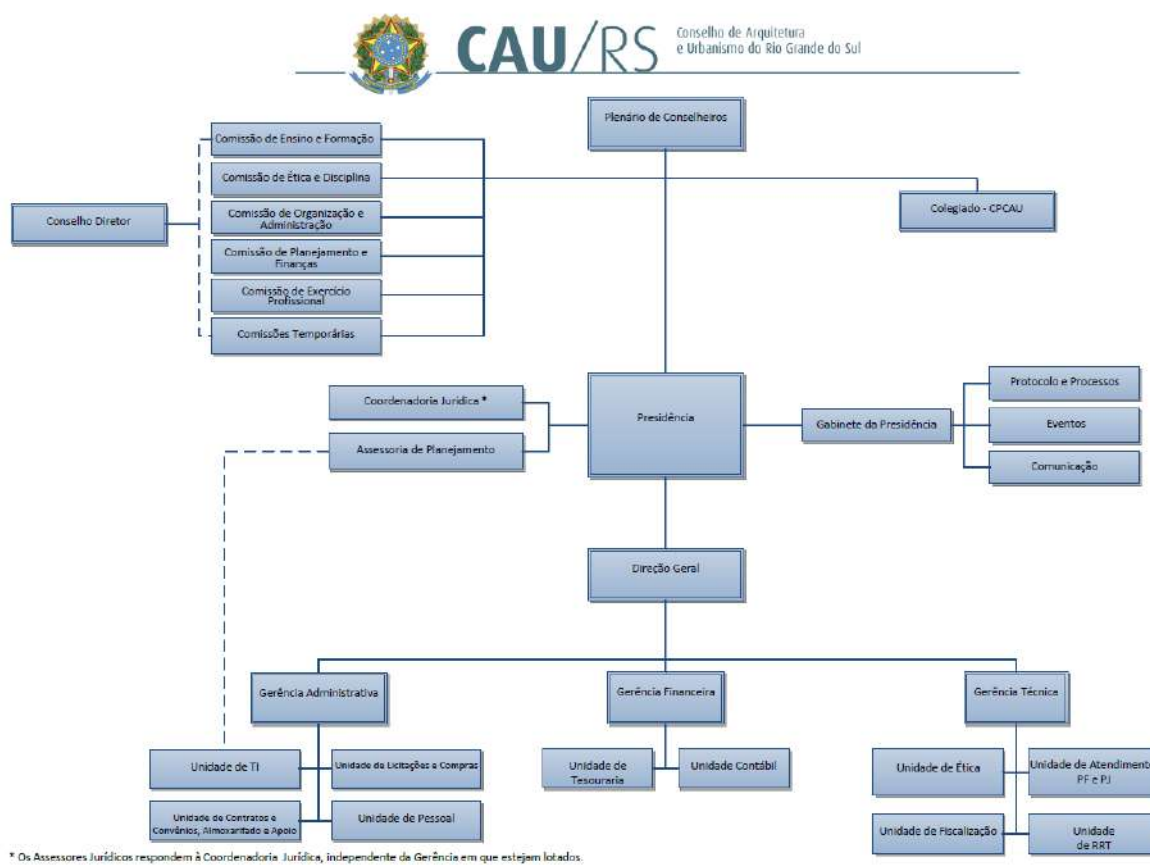 CAU/RS
Conselho de Arquitetura
e Urbanismo do Rio Grande do Sul
Plenário de Conselheiros
Comissão de Ensino e Formação
Comissão de Ética e Disciplina
Comissão de Organização e
Administração
Comissão de Planejamento e
Finanças
Comissão de Exercício
Profissional
Comissões Temporárias
Conselho Diretor
Colegiado - CPCAU
Coordenadoria Jurídica *
Assessoria de Planejamento
Presidência
Gabinete da Presidência
Protocolo e Processos
Eventos
Comunicação
Direção Geral
Gerência Administrativa
Gerência Financeira
Gerência Técnica
Unidade de TI
Unidade de Licitações e Compras
Unidade de Contratos e
Convênios, Almoxarifado e Apoio
Unidade de Pessoal
Unidade de
Tesouraria
Unidade Contábil
Unidade de Ética
Unidade de Atendimento
PF e PJ
Unidade de Fiscalização
Unidade
de RRT
* Os Assessores Jurídicos respondem à Coordenadoria Jurídica, independente da Gerência em que estejam lotados.